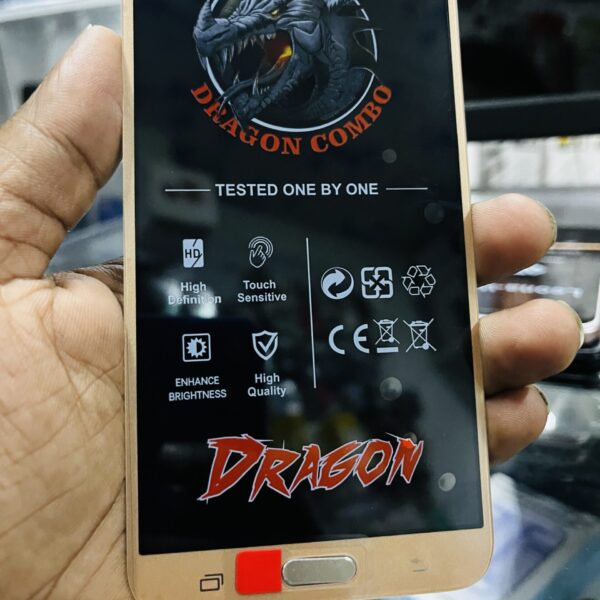 DRAGON COMBO
TESTED ONE BY ONE
HD
High
Definition
Touch
Sensitive
ENHANCE
BRIGHTNESS
High
Quality
CE
DRAGON